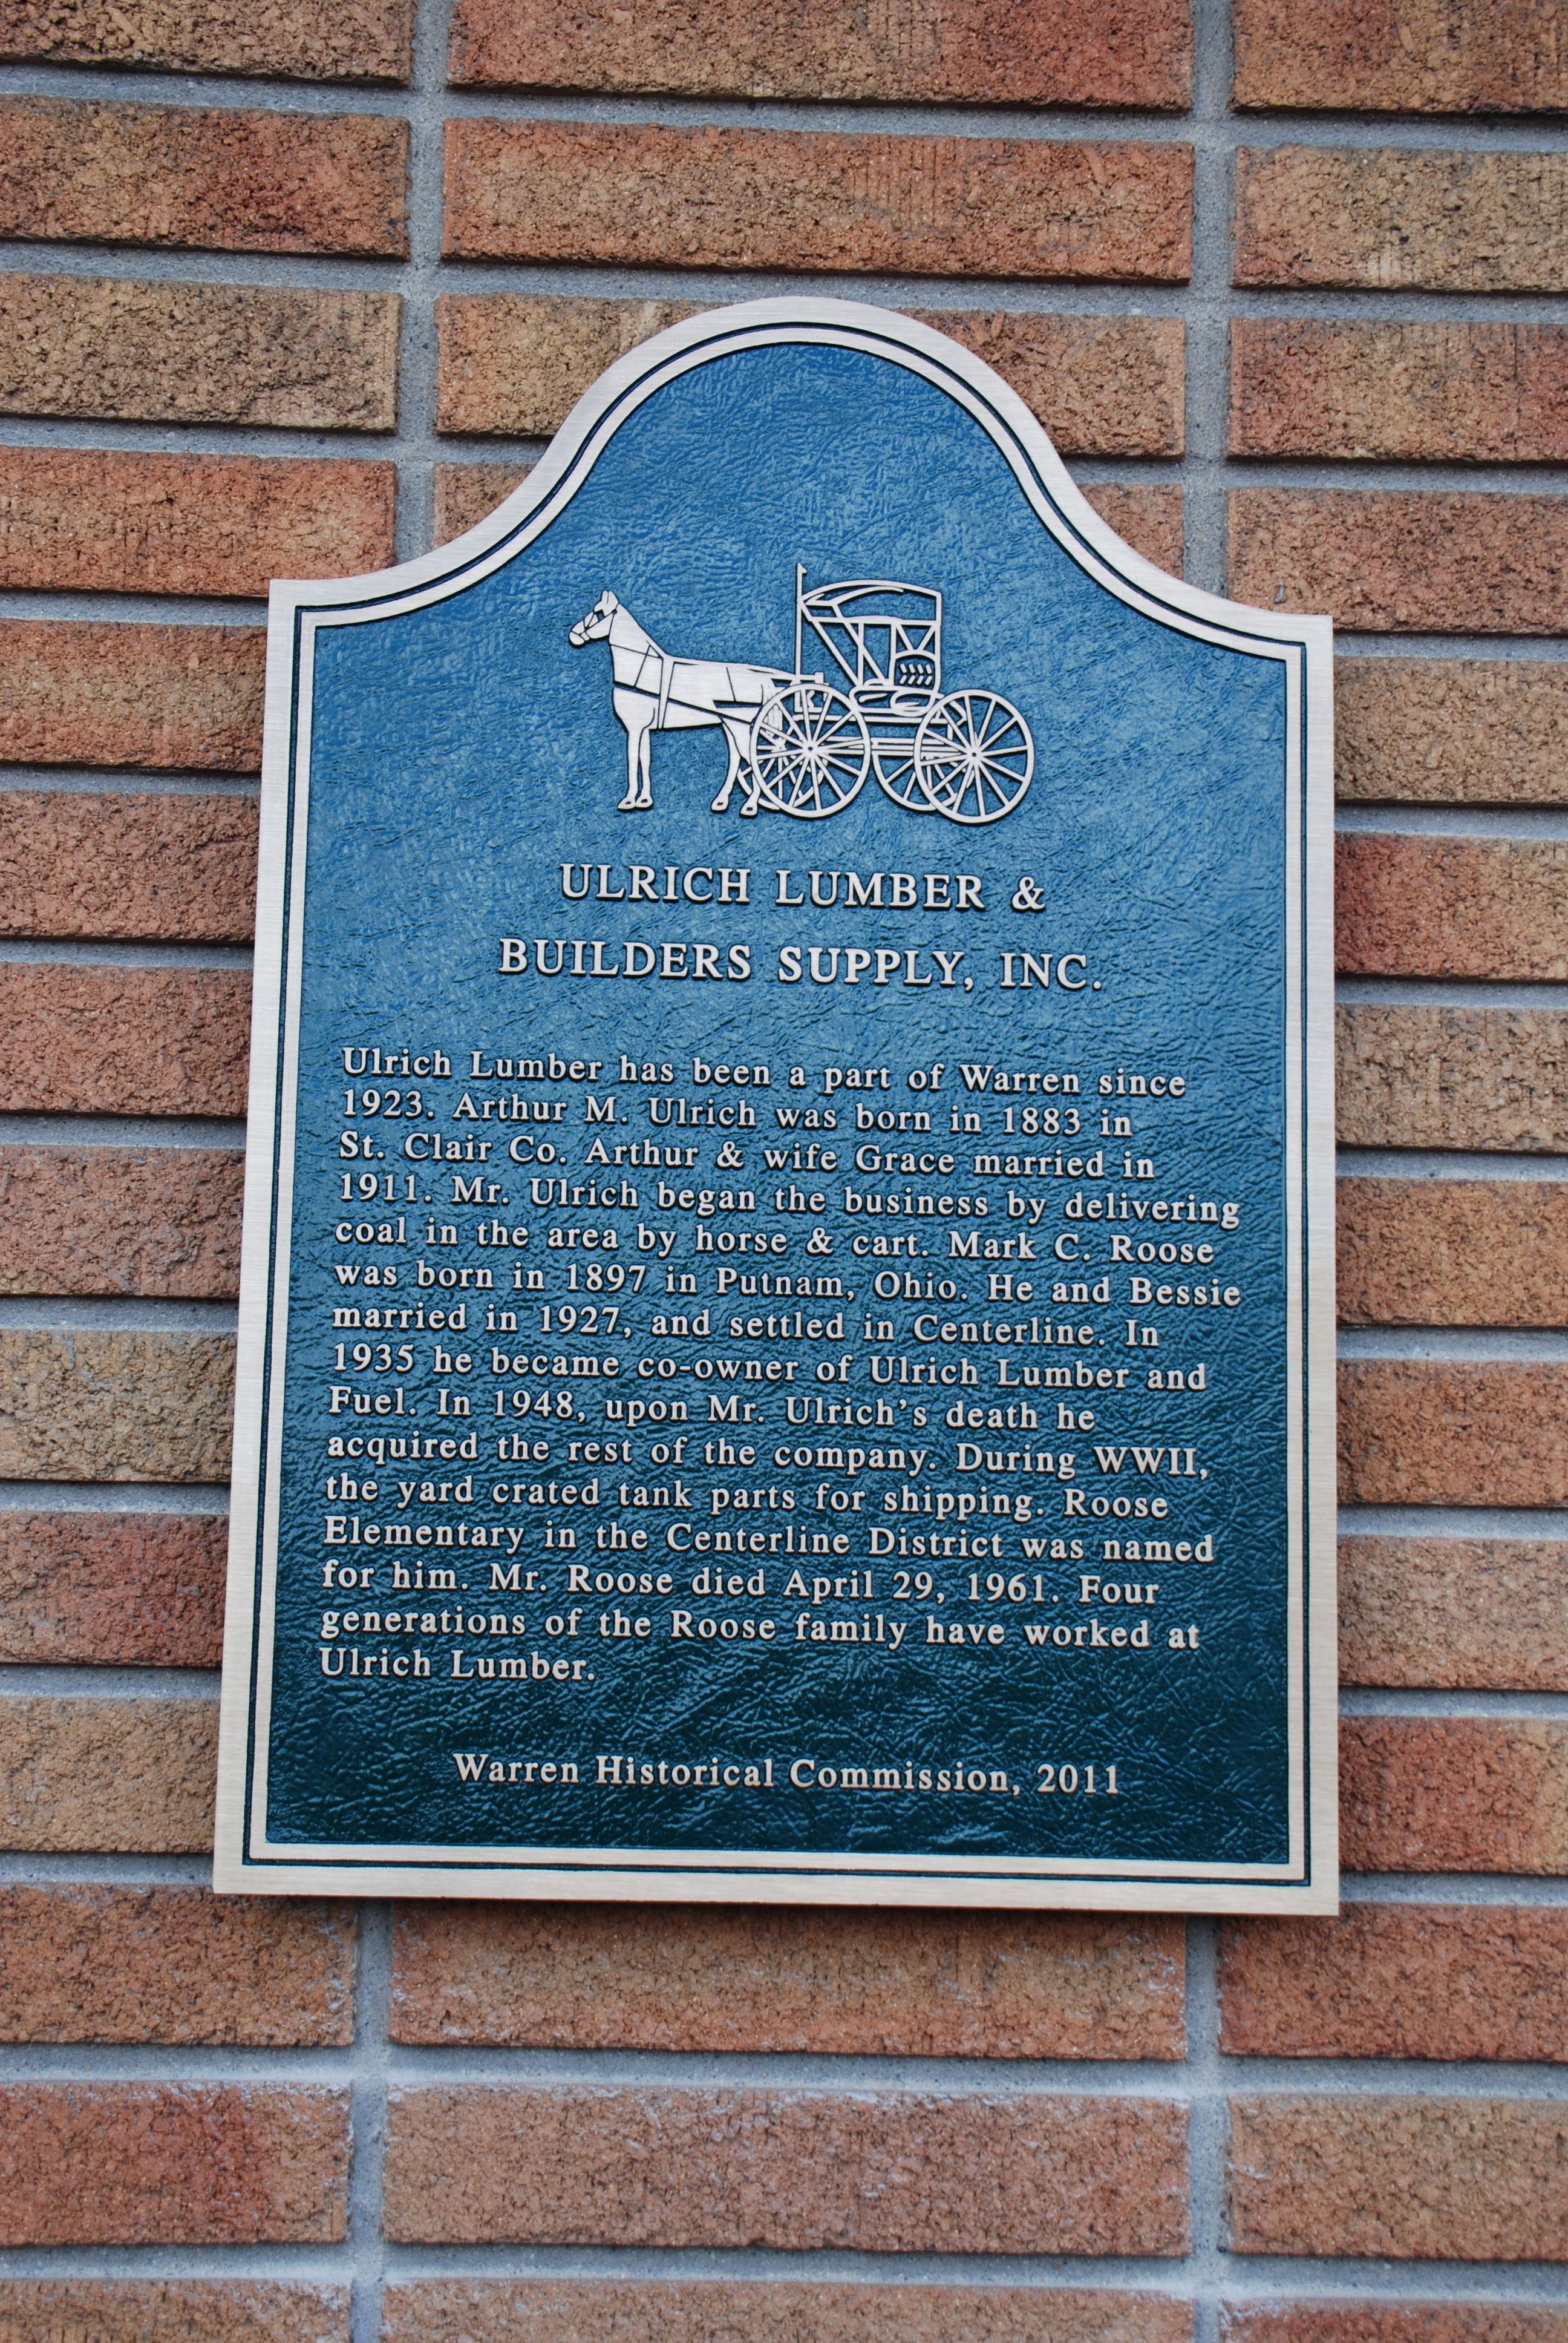 ULRICH LUMBER &
BUILDERS SUPPLY, INC.
Ulrich Lumber has been a part of Warren since
1923. Arthur M. Ulrich was born in 1883 in
St. Clair Co. Arthur & wife Grace married in
1911. Mr. Ulrich began the business by delivering
coal in the area by horse & cart. Mark C. Roose
was born in 1897 in Putnam, Ohio. He and Bessie
married in 1927, and settled in Centerline. In
1935 he became co-owner of Ulrich Lumber and
Fuel. In 1948, upon Mr. Ulrich's death he
acquired the rest of the company. During WWII,
the yard crated tank parts for shipping. Roose
Elementary in the Centerline District was named
for him. Mr. Roose died April 29, 1961. Four
generations of the Roose family have worked at
Ulrich Lumber.
Warren Historical Commission, 2011